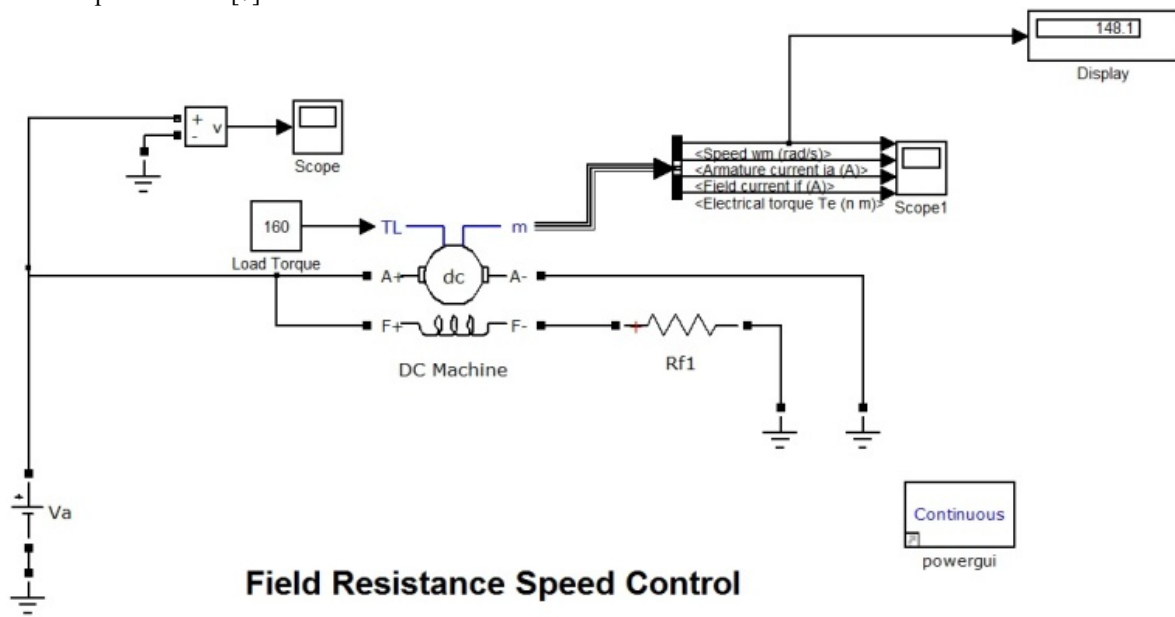 148.1
Display
+
-
v
Scope
<Speed wm (rad/s)>
<Armature current ia (A)>
<Field current if (A)>
<Electrical torque Te (n m)>
Scope1
160
TL
m
Load Torque
A+
dc
A-
F+
F-
+
DC Machine
Rf1
+
Va
Continuous
powergui
Field Resistance Speed Control